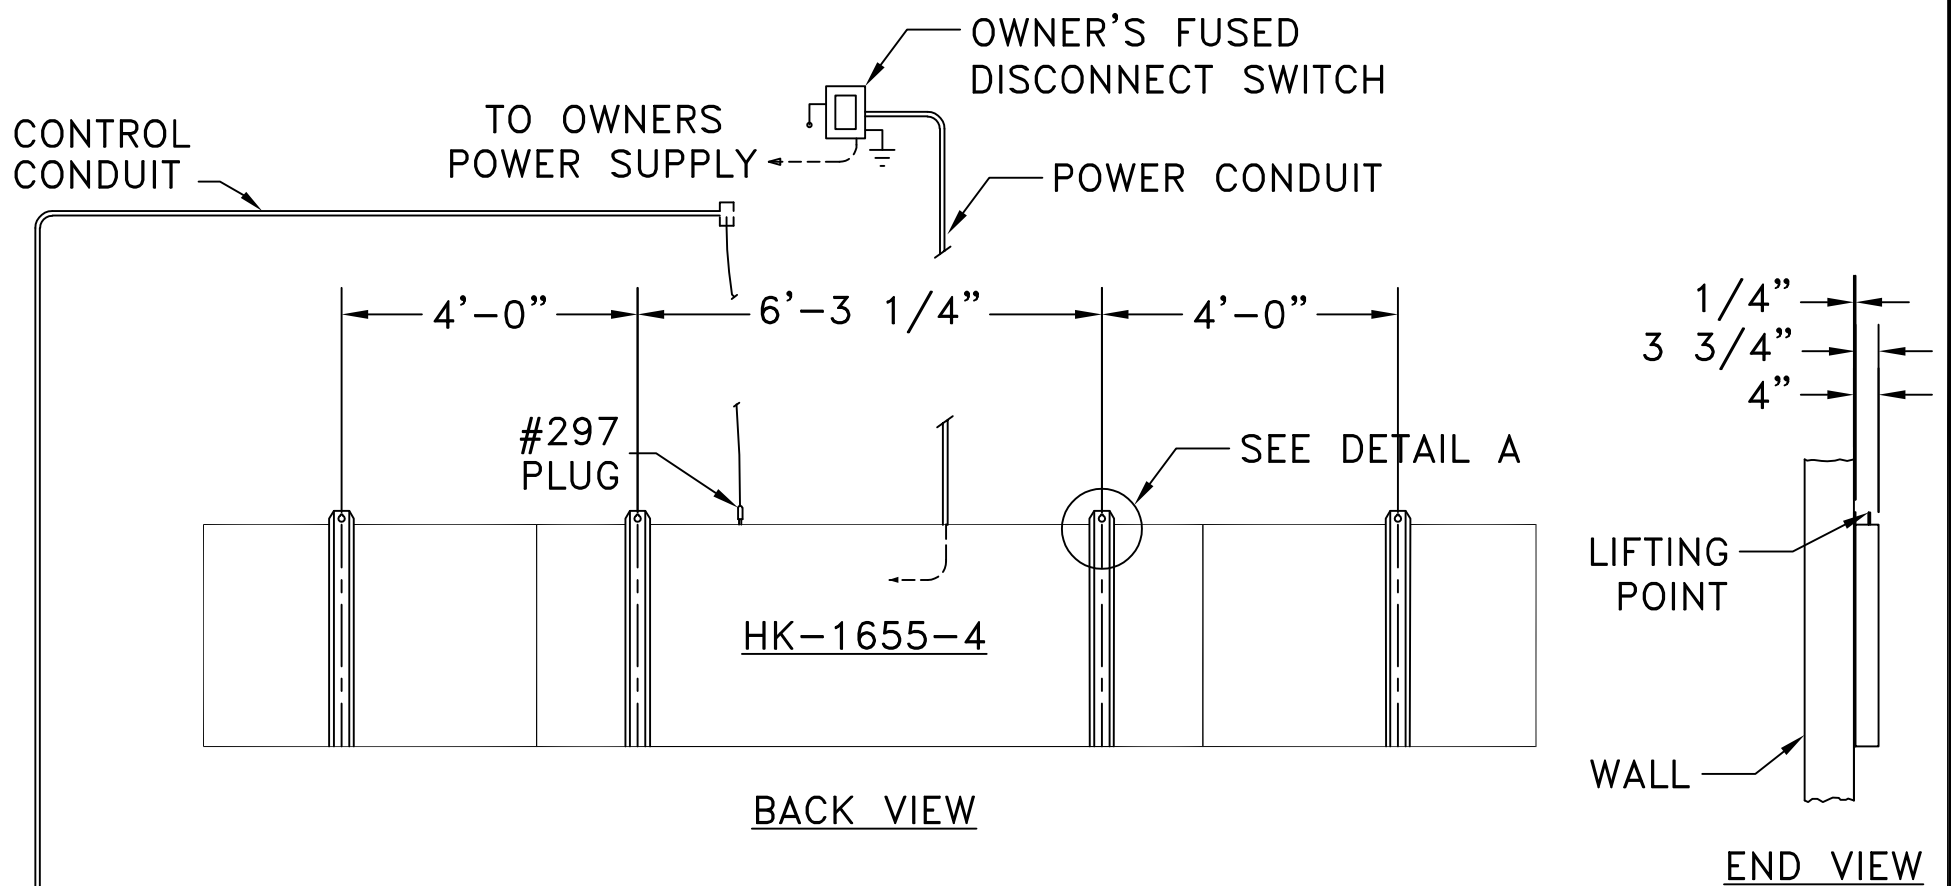 OWNER'S FUSED
DISCONNECT SWITCH
TO OWNERS
POWER SUPPLY
CONTROL
CONDUIT
POWER CONDUIT
4'-0"
6'-3 1/4"
4'-0"
1/4"
3 3/4"
4"
#297
PLUG
SEE DETAIL A
LIFTING
POINT
HK-1655-4
WALL
BACK VIEW
END VIEW